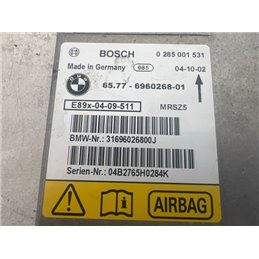 BOSCH 0 285 001 531
Made in Germany 085 04-10-02
BMW
65.77 - 6960268-01
E89x-04-09-511 MRSZ5
BMW-Nr.: 31696026800J
Serien-Nr.: 04B2765H0284K
AIRBAG